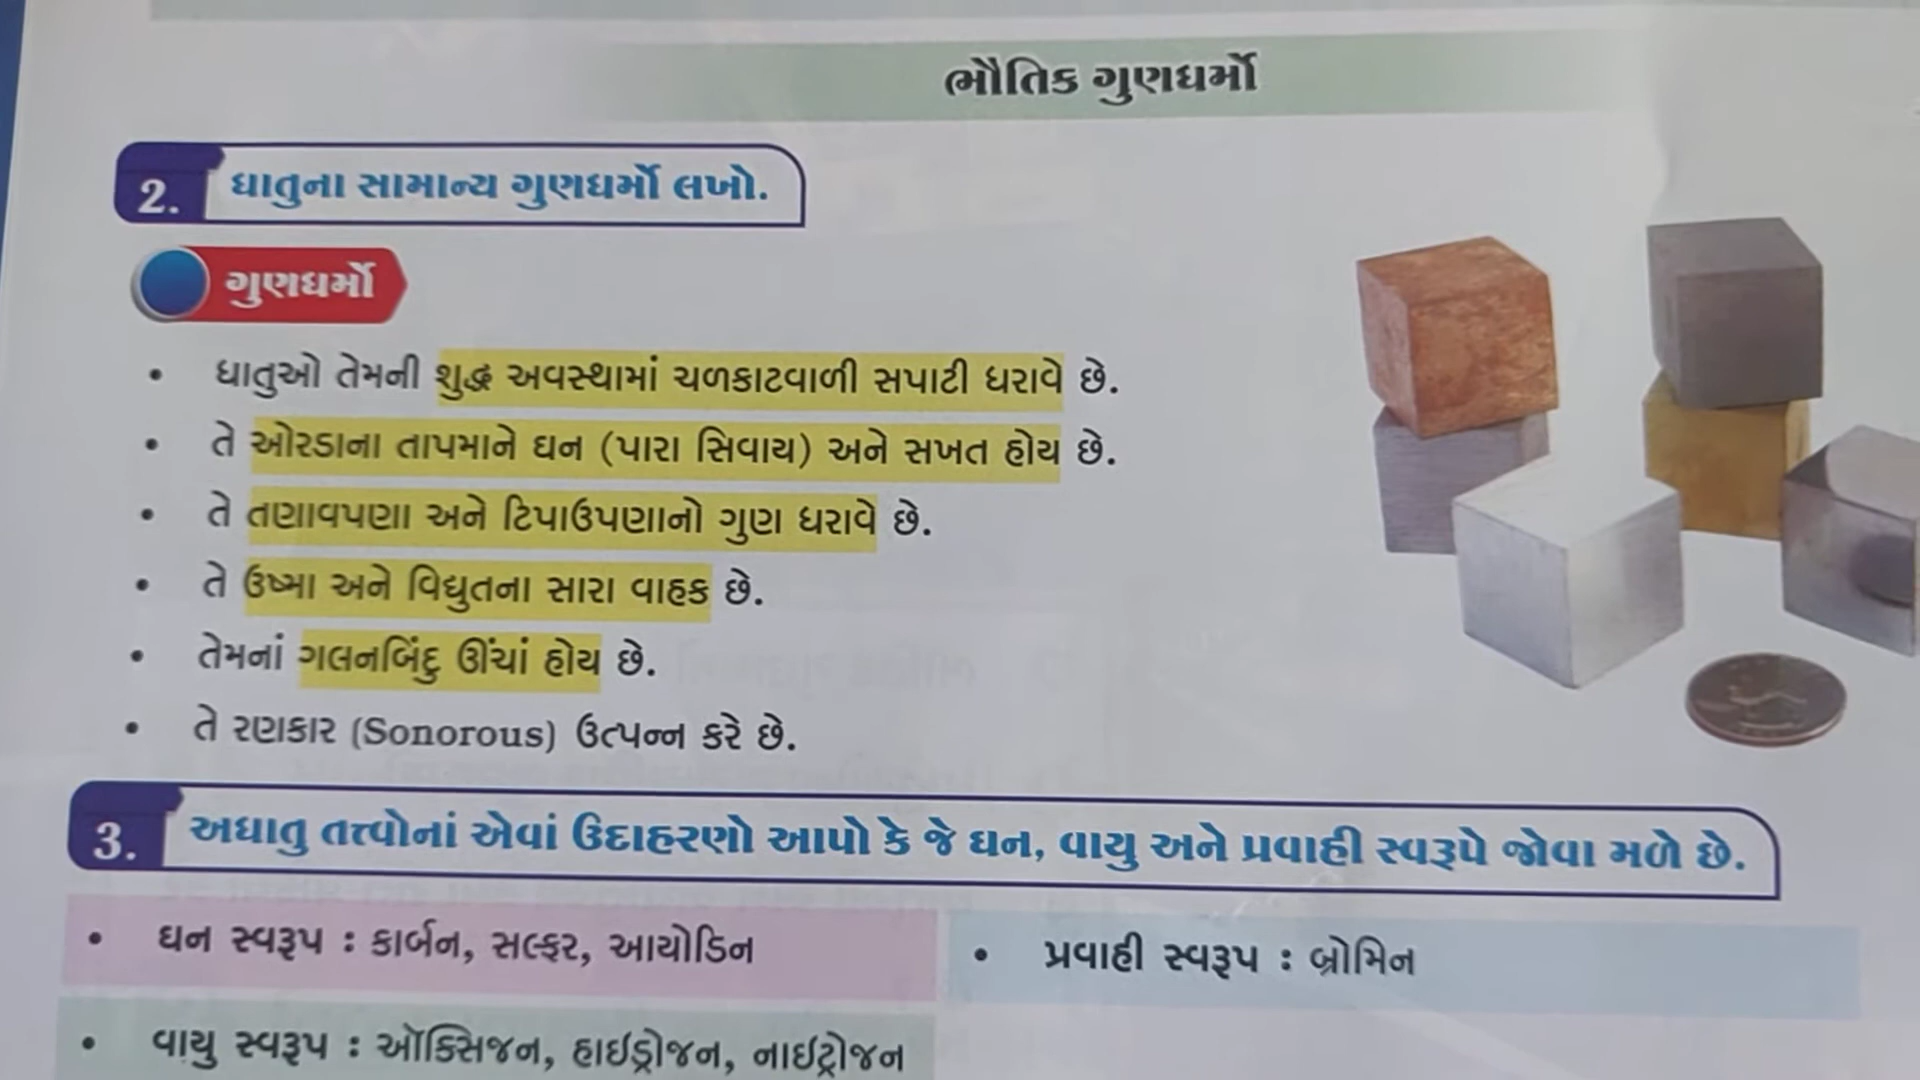 ભૌતિક ગુણધર્મો
2. ધાતુના સામાન્ય ગુણધર્મો લખો.
ગુણધર્મો
• ધાતુઓ તેમની શુદ્ધ અવસ્થામાં ચળકાટવાળી સપાટી ધરાવે છે.
• તે ઓરડાના તાપમાને ઘન (પારા સિવાય) અને સખત હોય છે.
• તે તણાવપણા અને ટિપાઉપણાનો ગુણ ધરાવે છે.
• તે ઉષ્મા અને વિદ્યુતના સારા વાહક છે.
• તેમનાં ગલનબિંદુ ઊંચાં હોય છે.
• તે રણકાર (Sonorous) ઉત્પન્ન કરે છે.
3. અધાતુ તત્ત્વોનાં એવાં ઉદાહરણો આપો કે જે ઘન, વાયુ અને પ્રવાહી સ્વરૂપે જોવા મળે છે.
• ઘન સ્વરૂપ : કાર્બન, સલ્ફર, આયોડિન
• પ્રવાહી સ્વરૂપ : બ્રોમિન
• વાયુ સ્વરૂપ : ઑક્સિજન, હાઈડ્રોજન, નાઈટ્રોજન